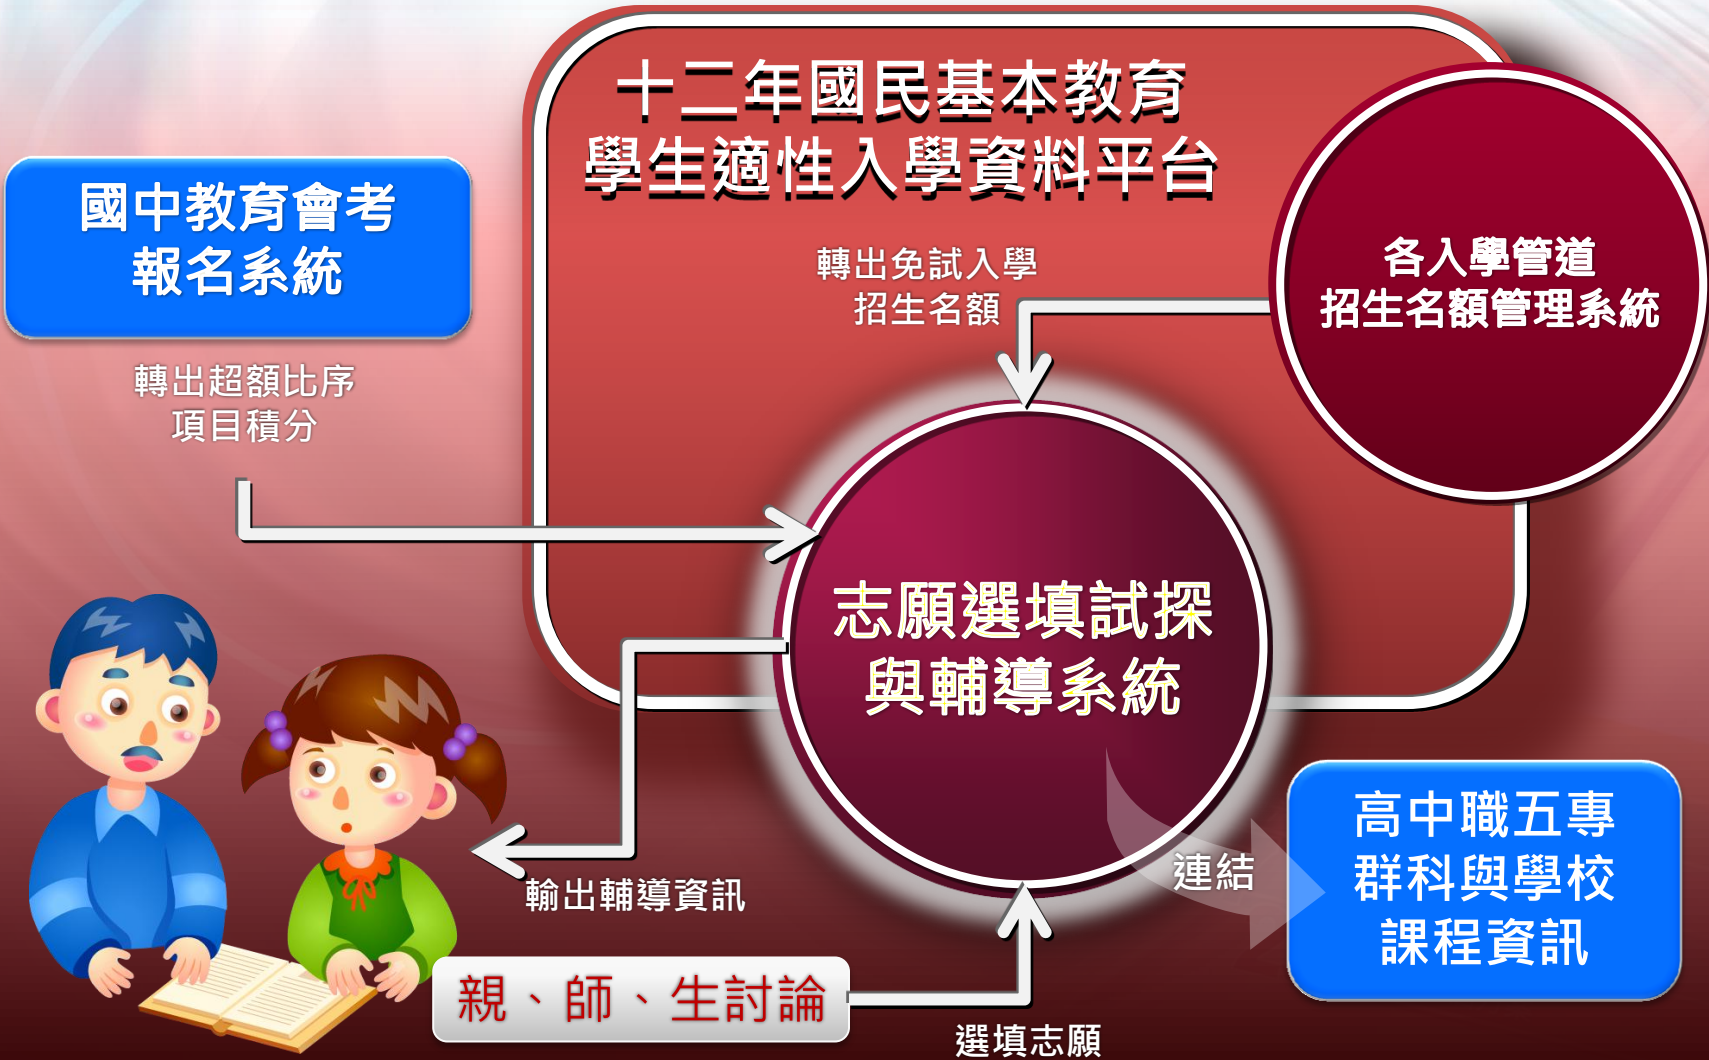 十二年國民基本教育
學生適性入學資料平台
國中教育會考
報名系統
轉出超額比序
項目積分
轉出免試入學
招生名額
各入學管道
招生名額管理系統
志願選填試探
與輔導系統
輸出輔導資訊
親、師、生討論
選填志願
連結
高中職五專
群科與學校
課程資訊